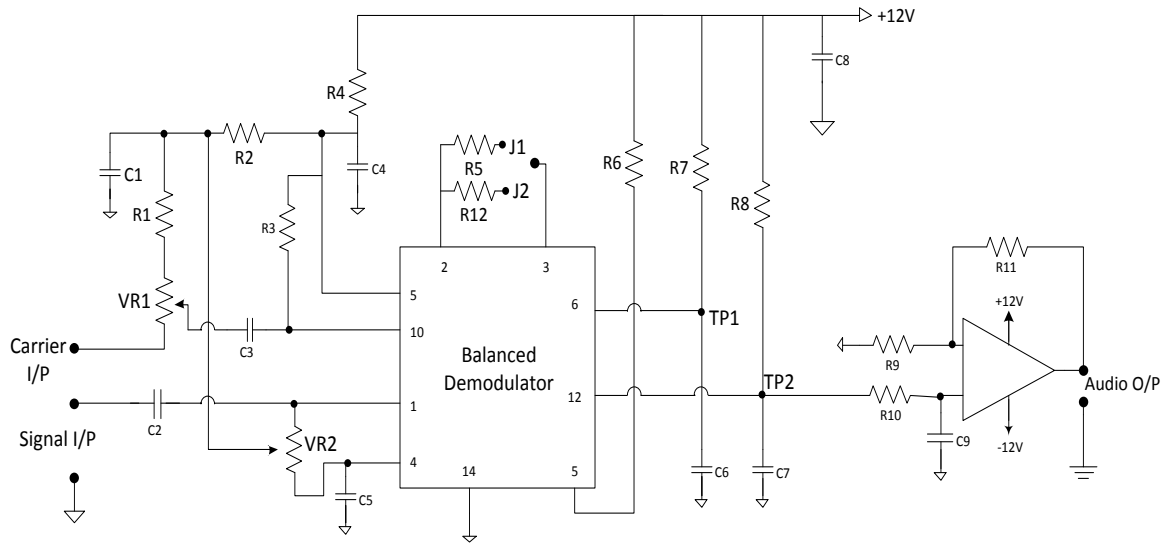 +12V
C8
R4
R2
J1
R5
J2
R12
R6
R7
R8
C1
C4
R1
R3
2
3
R11
VR1
5
6
TP1
+12V
C3
10
Carrier
I/P
Balanced
Demodulator
R9
TP2
Audio O/P
12
R10
C2
1
Signal I/P
VR2
-12V
C9
4
14
5
C5
C6
C7